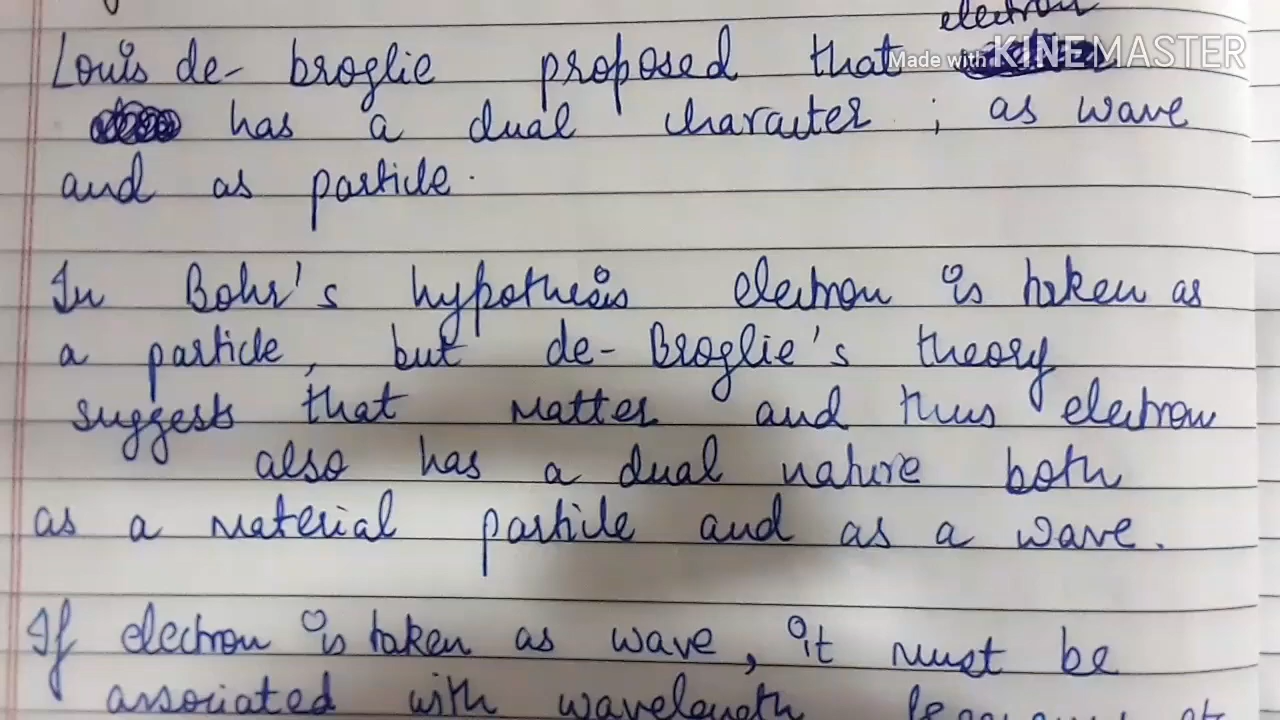 electron
Louis de- broglie proposed that
Made with KINEMASTER
has a dual character ; as wave
and as particle.
In Bohr's hypothesis electron is taken as
a particle, but de- Broglie's theory
suggests that matter and thus electron
also has a dual nature both
as a material particle and as a wave.
If electron is taken as wave, it must be
associated with wavelength